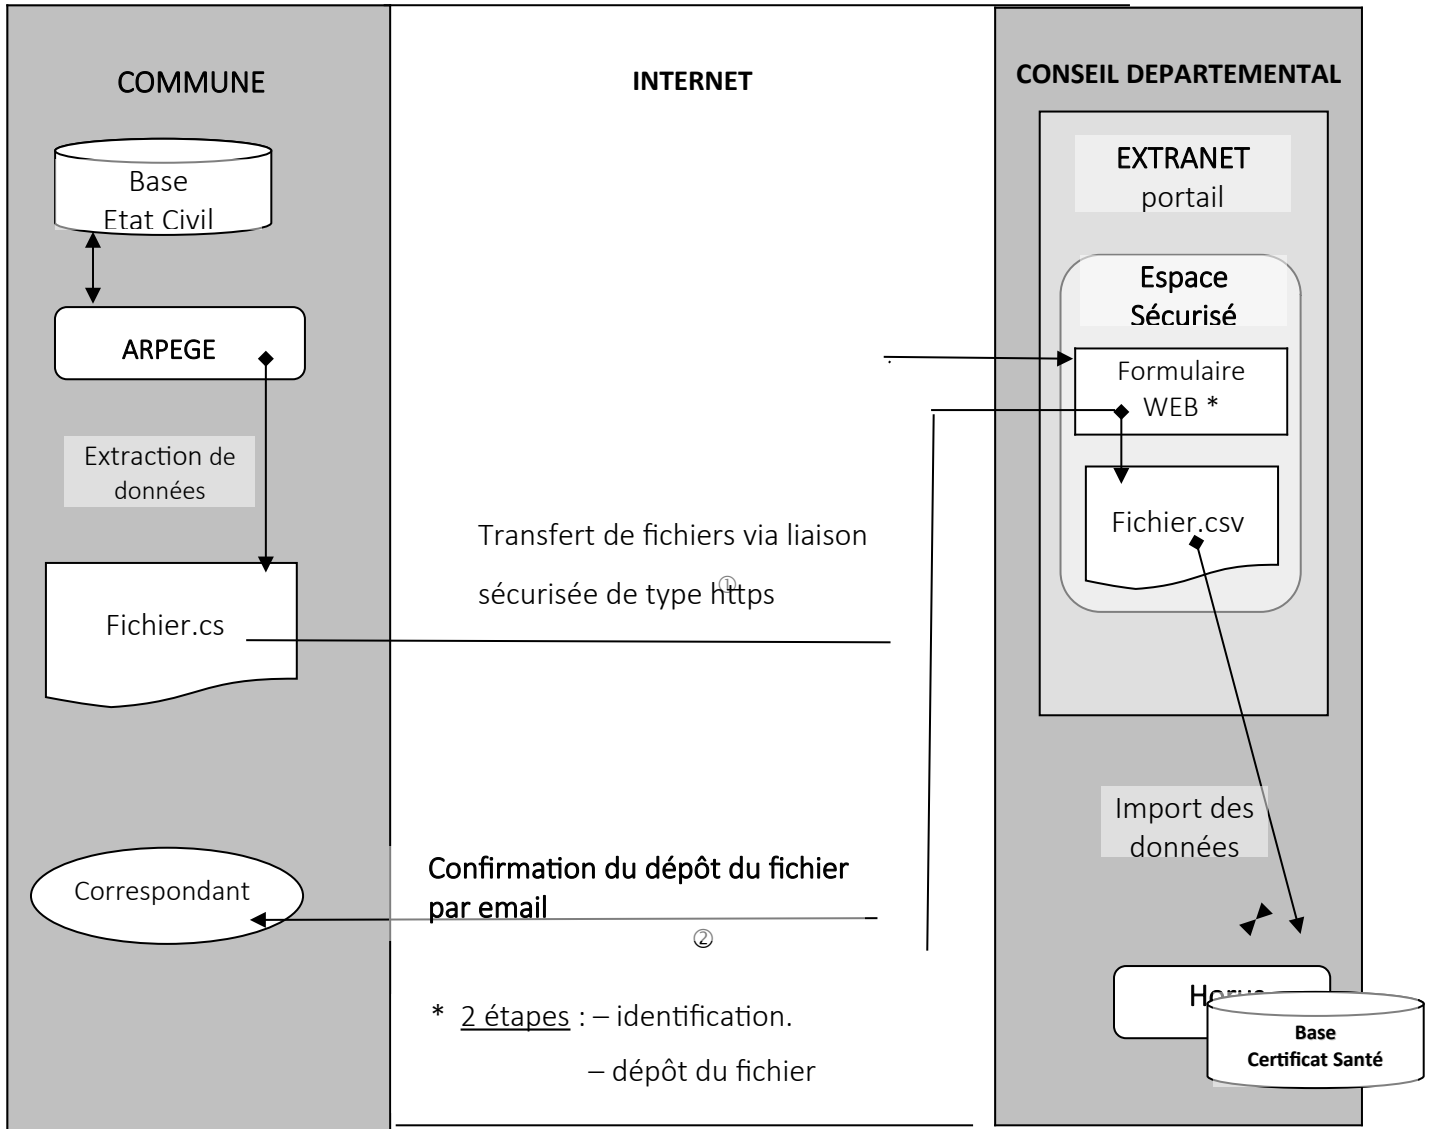 COMMUNE
Base
Etat Civil
ARPEGE
Extraction de
données
Fichier.cs
Correspondant
INTERNET
Transfert de fichiers via liaison
①
sécurisée de type https
Confirmation du dépôt du fichier
par email
②
* 2 étapes : – identification.
– dépôt du fichier
CONSEIL DEPARTEMENTAL
EXTRANET
portail
Espace
Sécurisé
Formulaire
WEB *
Fichier.csv
Import des
données
Horus
Base
Certificat Santé